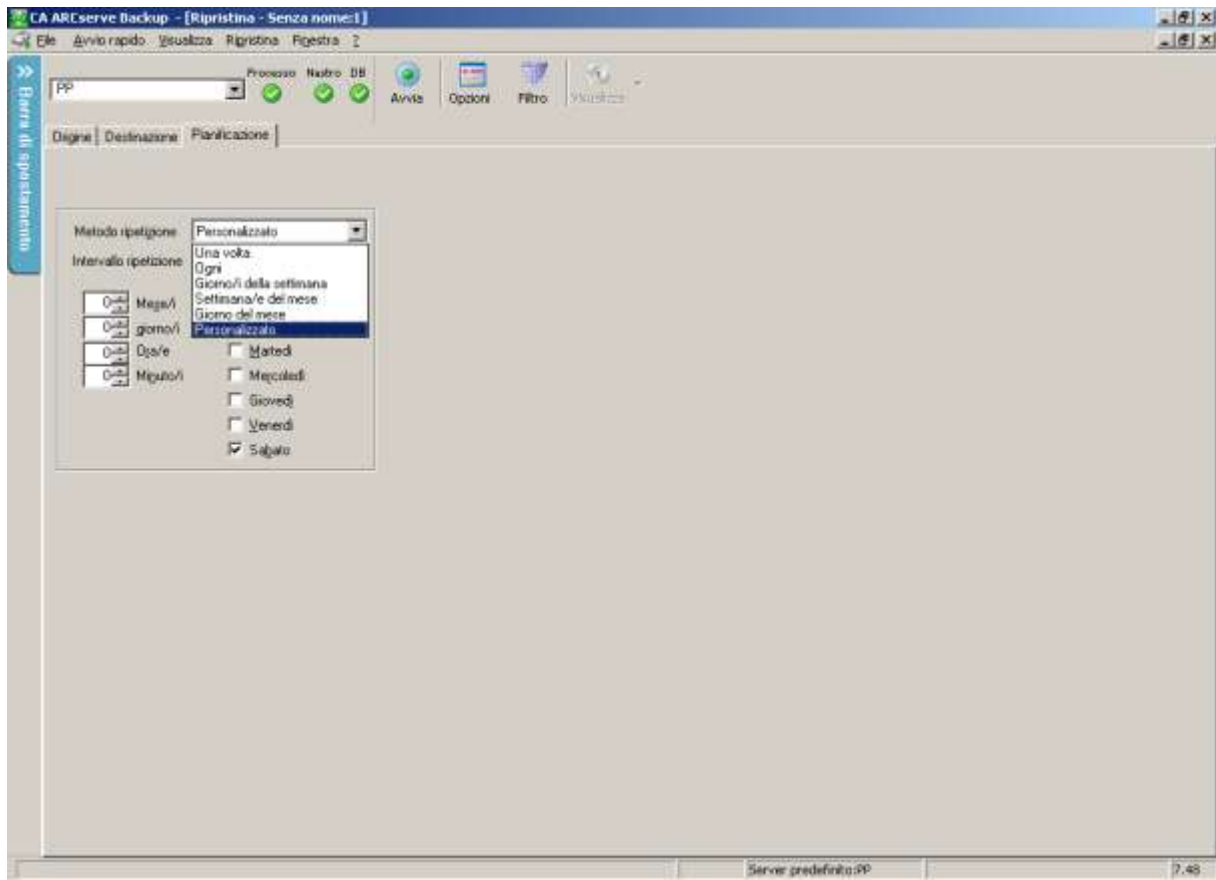 CA ARCserve Backup - [Ripristina - Senza nome:1]
File Avvio rapido Visualizza Ripristina Finestra ?
Barra di spostamento
PP
Processo Nastro DB
Avvia Opzioni Filtro Visualizza
Origine Destinazione Pianificazione
Metodo ripetizione Personalizzato
Intervallo ripetizione
Una volta
Ogni
Giorno/i della settimana
Settimana/e del mese
Giorno del mese
Personalizzato
0 Mese/i
0 giorno/i
0 Ora/e
0 Minuto/i
Martedì
Mercoledì
Giovedì
Venerdì
Sabato
Server predefinito:PP
7.48